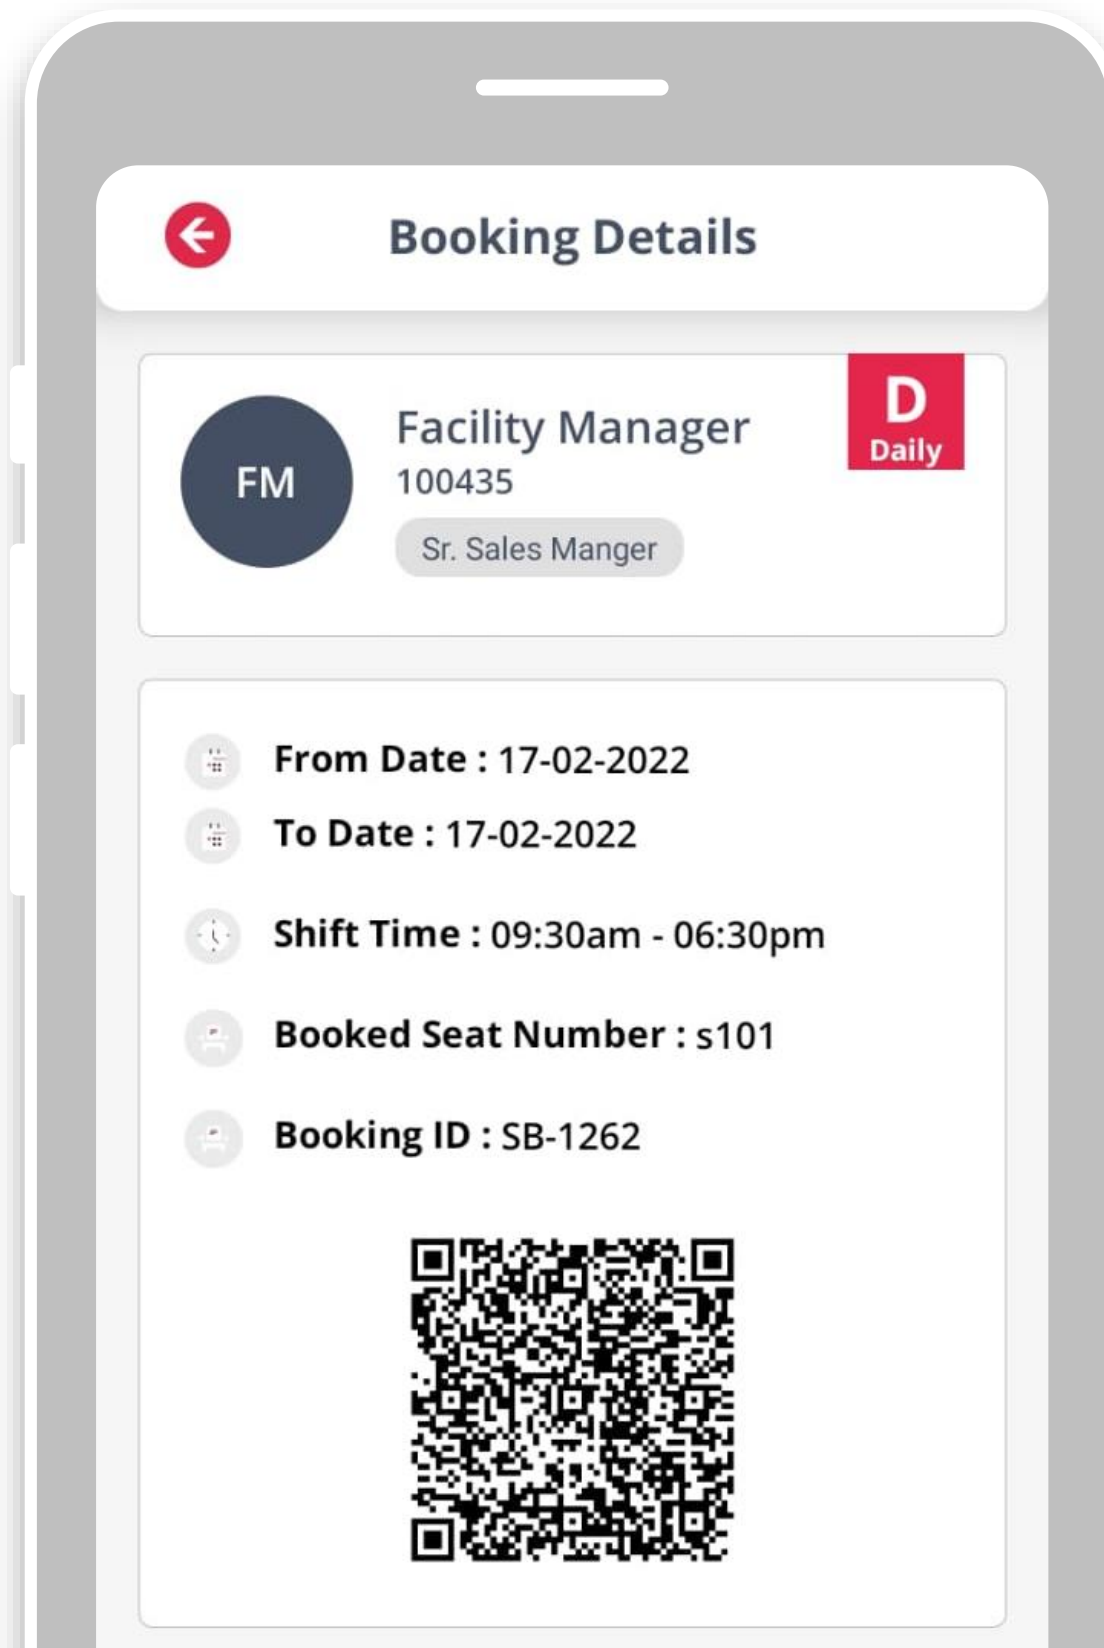 Booking Details
D
Daily
Facility Manager
FM
100435
Sr. Sales Manger
From Date : 17-02-2022
To Date : 17-02-2022
Shift Time : 09:30am - 06:30pm
Booked Seat Number : s101
Booking ID : SB-1262